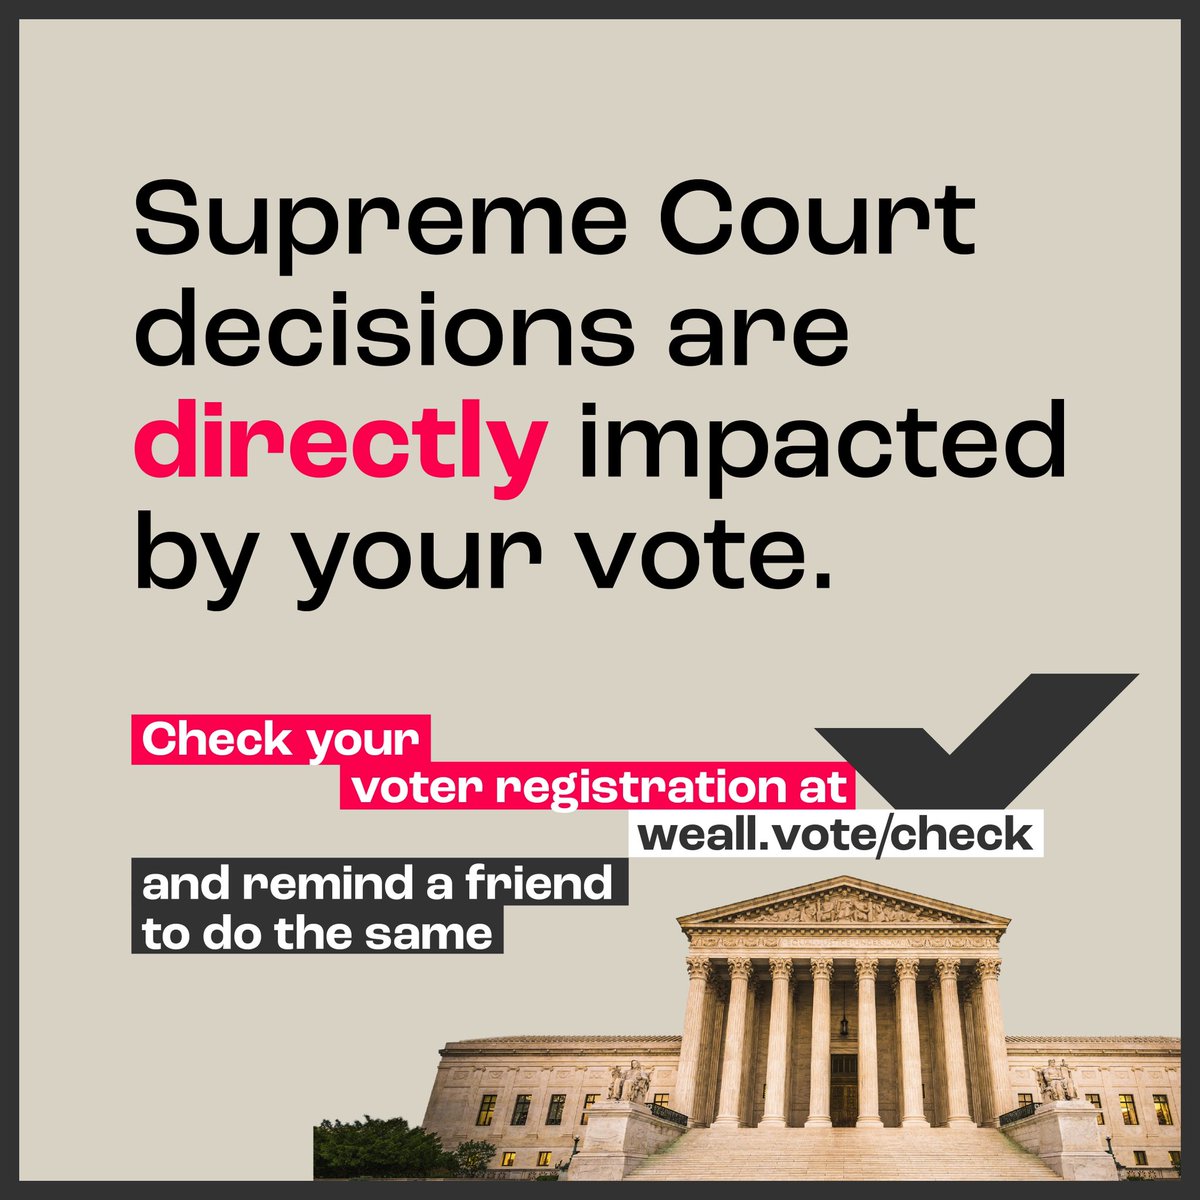 Supreme Court
decisions are
directly impacted
by your vote.
Check your
voter registration at
weall.vote/check
and remind a friend
to do the same